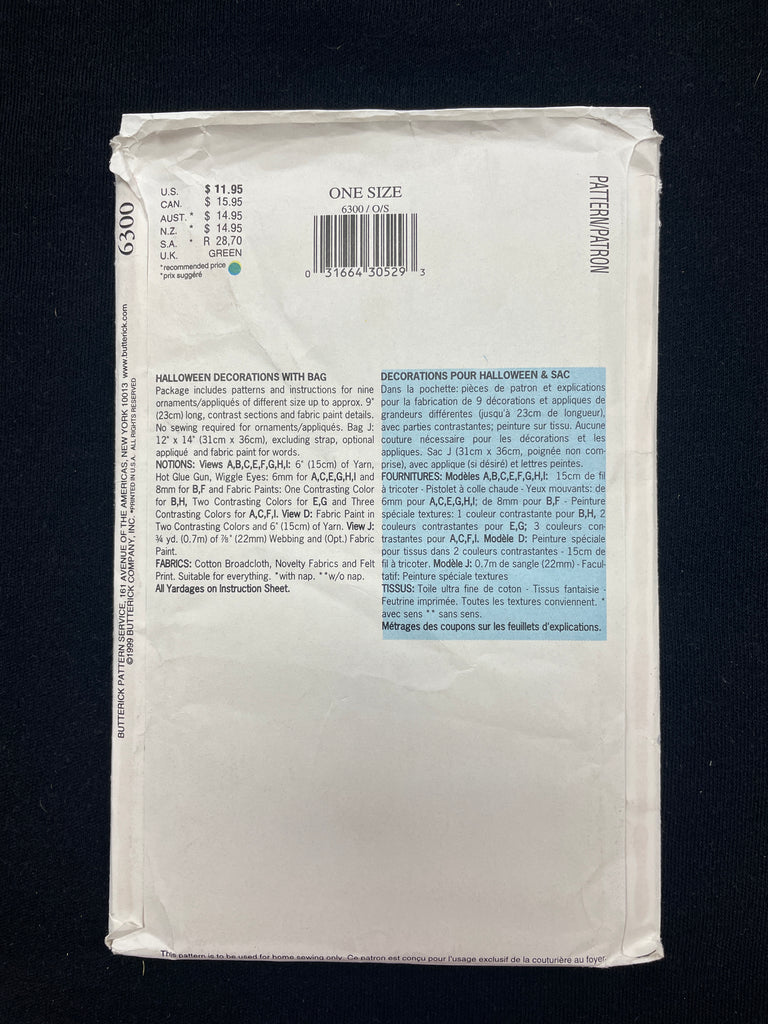 U.S. $ 11.95
CAN. $ 15.95
AUST. * $ 14.95
N.Z. * $ 14.95
S.A. * R 28,70
U.K. GREEN
*recommended price
*prix suggéré
ONE SIZE
6300 / O/S
0 31664 30529 3
PATTERN/PATRON
6300
BUTTERICK PATTERN SERVICE, 161 AVENUE OF THE AMERICAS, NEW YORK 10013 www.butterick.com
©1999 BUTTERICK COMPANY, INC. *PRINTED IN U.S.A. ALL RIGHTS RESERVED
HALLOWEEN DECORATIONS WITH BAG
Package includes patterns and instructions for nine
ornaments/appliqués of different size up to approx. 9"
(23cm) long, contrast sections and fabric paint details.
No sewing required for ornaments/appliqués. Bag J:
12" x 14" (31cm x 36cm), excluding strap, optional
appliqué and fabric paint for words.
NOTIONS: Views A,B,C,E,F,G,H,I: 6" (15cm) of Yarn,
Hot Glue Gun, Wiggle Eyes: 6mm for A,C,E,G,H,I and
8mm for B,F and Fabric Paints: One Contrasting Color
for B,H, Two Contrasting Colors for E,G and Three
Contrasting Colors for A,C,F,I. View D: Fabric Paint in
Two Contrasting Colors and 6" (15cm) of Yarn. View J:
¾ yd. (0.7m) of ⅞" (22mm) Webbing and (Opt.) Fabric
Paint.
FABRICS: Cotton Broadcloth, Novelty Fabrics and Felt
Print. Suitable for everything. *with nap. **w/o nap.
All Yardages on Instruction Sheet.
DECORATIONS POUR HALLOWEEN & SAC
Dans la pochette: pièces de patron et explications
pour la fabrication de 9 décorations et appliques de
grandeurs différentes (jusqu'à 23cm de longueur),
avec parties contrastantes; peinture sur tissu. Aucune
couture nécessaire pour les décorations et les
appliques. Sac J (31cm x 36cm, poignée non com-
prise), avec applique (si désiré) et lettres peintes.
FOURNITURES: Modèles A,B,C,E,F,G,H,I: 15cm de fil
à tricoter - Pistolet à colle chaude - Yeux mouvants: de
6mm pour A,C,E,G,H,I; de 8mm pour B,F - Peinture
spéciale textures: 1 couleur contrastante pour B,H, 2
couleurs contrastantes pour E,G; 3 couleurs con-
trastantes pour A,C,F,I. Modèle D: Peinture spéciale
pour tissus dans 2 couleurs contrastantes - 15cm de
fil à tricoter. Modèle J: 0.7m de sangle (22mm) - Facul-
tatif: Peinture spéciale textures
TISSUS: Toile ultra fine de coton - Tissus fantaisie -
Feutrine imprimée. Toutes les textures conviennent. *
avec sens ** sans sens.
Métrages des coupons sur les feuillets d'explications.
This pattern is to be used for home sewing only. Ce patron est conçu pour l'usage exclusif de la couturière au foyer.